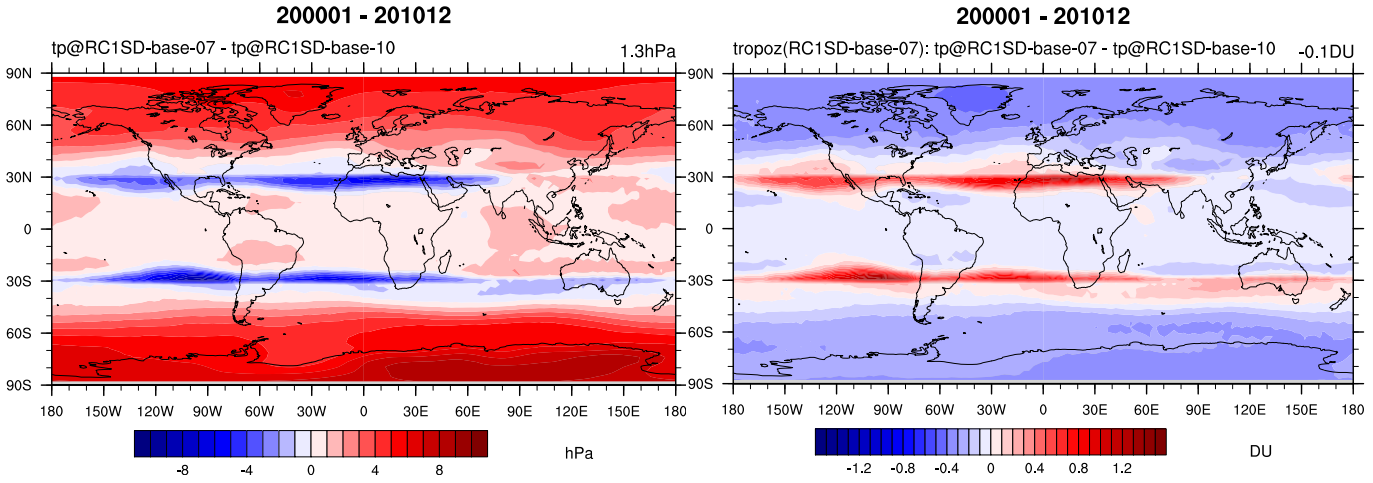 200001 - 201012
tp@RC1SD-base-07 - tp@RC1SD-base-10 1.3hPa
90N
60N
30N
0
30S
60S
90S
180 150W 120W 90W 60W 30W 0 30E 60E 90E 120E 150E 180
-8 -4 0 4 8
hPa
200001 - 201012
tropoz(RC1SD-base-07): tp@RC1SD-base-07 - tp@RC1SD-base-10 -0.1DU
90N
60N
30N
0
30S
60S
90S
180 150W 120W 90W 60W 30W 0 30E 60E 90E 120E 150E 180
-1.2 -0.8 -0.4 0 0.4 0.8 1.2
DU